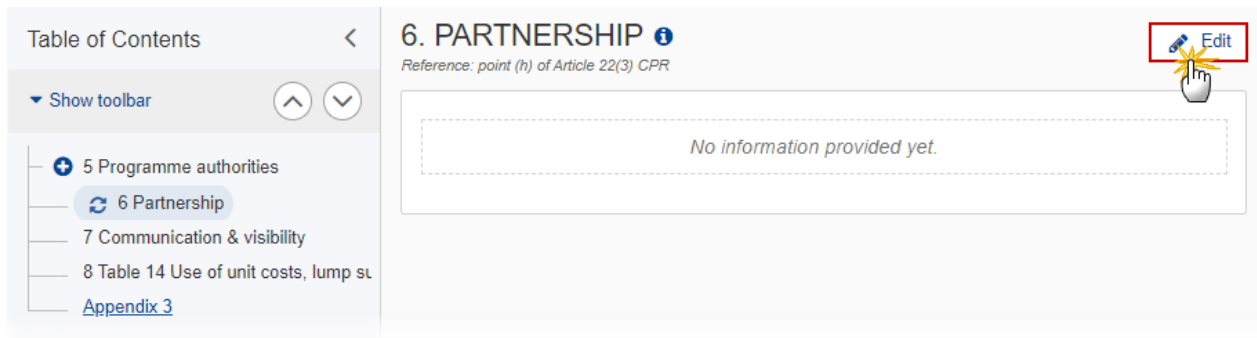 Table of Contents
Show toolbar
5 Programme authorities
6 Partnership
7 Communication & visibility
8 Table 14 Use of unit costs, lump
Appendix 3
6. PARTNERSHIP
Edit
Reference: point (h) of Article 22(3) CPR
No information provided yet.